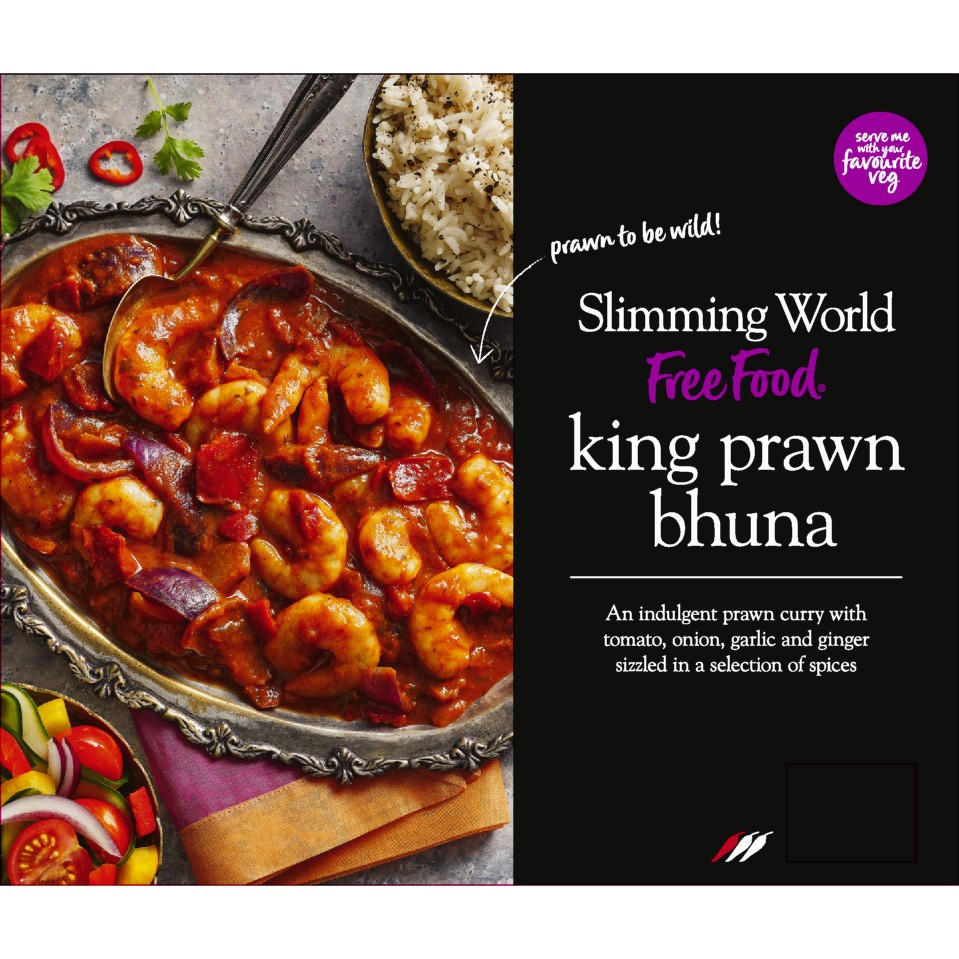 serve me
with your
favourite
veg
prawn to be wild!
Slimming World
Free Food®
king prawn
bhuna
An indulgent prawn curry with
tomato, onion, garlic and ginger
sizzled in a selection of spices